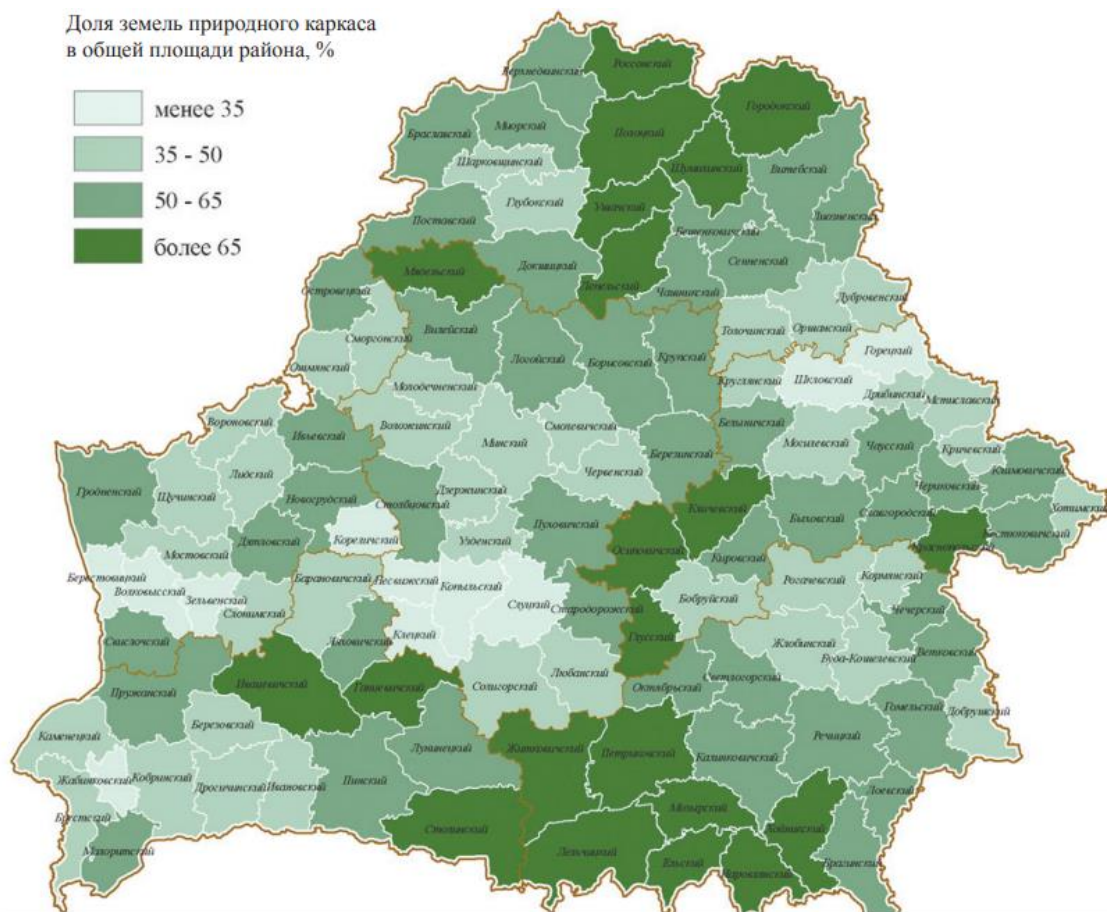 Доля земель природного каркаса
в общей площади района, %
менее 35
35 - 50
50 - 65
более 65
Верхнедвинский
Россонский
Городокский
Браславский
Миорский
Полоцкий
Шарковщинский
Шумилинский
Витебский
Глубокский
Ушачский
Поставский
Бешенковичский
Лиозненский
Мядельский
Докшицкий
Лепельский
Сенненский
Чашникский
Островецкий
Дубровенский
Сморгонский
Вилейский
Толочинский
Оршанский
Логойский
Борисовский
Крупский
Горецкий
Ошмянский
Молодечненский
Круглянский
Шкловский
Дрибинский
Мстиславский
Вороновский
Воложинский
Смолевичский
Белыничский
Ивьевский
Минский
Могилевский
Чаусский
Кричевский
Лидский
Червенский
Березинский
Климовичский
Гродненский
Щучинский
Дзержинский
Чериковский
Новогрудский
Столбцовский
Кличевский
Хотимский
Пуховичский
Быховский
Славгородский
Костюковичский
Кореличский
Узденский
Осиповичский
Краснопольский
Мостовский
Дятловский
Кировский
Берестовицкий
Барановичский
Несвижский
Копыльский
Рогачевский
Кормянский
Волковысский
Зельвенский
Слуцкий
Бобруйский
Слонимский
Стародорожский
Чечерский
Свислочский
Ляховичский
Клецкий
Глусский
Жлобинский
Буда-Кошелевский
Ветковский
Ивацевичский
Ганцевичский
Солигорский
Любанский
Октябрьский
Светлогорский
Пружанский
Гомельский
Добрушский
Березовский
Каменецкий
Лунинецкий
Житковичский
Петриковский
Калинковичский
Речицкий
Жабинковский
Кобринский
Дрогичинский
Ивановский
Пинский
Лоевский
Брестский
Столинский
Мозырский
Хойникский
Малоритский
Лельчицкий
Ельский
Наровлянский
Брагинский